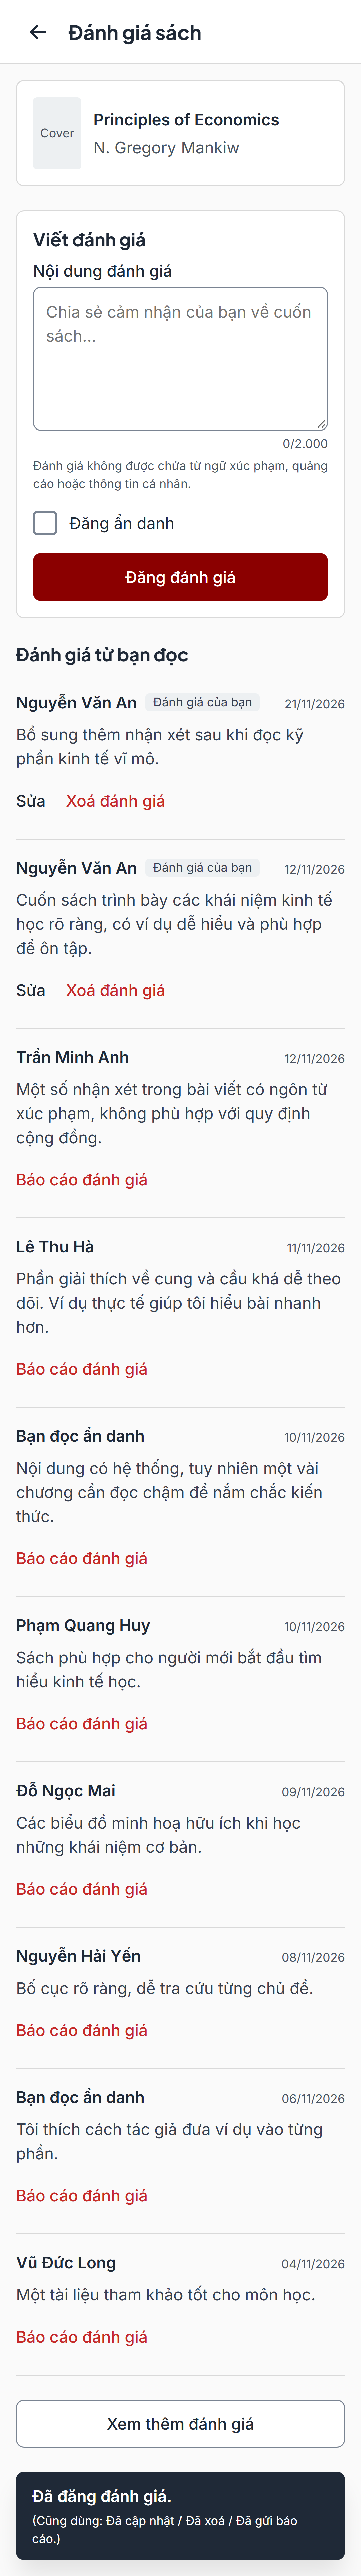 Đánh giá sách
Cover
Principles of Economics
N. Gregory Mankiw
Viết đánh giá
Nội dung đánh giá
Chia sẻ cảm nhận của bạn về cuốn
sách...
0/2.000
Đánh giá không được chứa từ ngữ xúc phạm, quảng
cáo hoặc thông tin cá nhân.
Đăng ẩn danh
Đăng đánh giá
Đánh giá từ bạn đọc
Nguyễn Văn An Đánh giá của bạn 21/11/2026
Bổ sung thêm nhận xét sau khi đọc kỹ
phần kinh tế vĩ mô.
Sửa Xoá đánh giá
Nguyễn Văn An Đánh giá của bạn 12/11/2026
Cuốn sách trình bày các khái niệm kinh tế
học rõ ràng, có ví dụ dễ hiểu và phù hợp
để ôn tập.
Sửa Xoá đánh giá
Trần Minh Anh 12/11/2026
Một số nhận xét trong bài viết có ngôn từ
xúc phạm, không phù hợp với quy định
cộng đồng.
Báo cáo đánh giá
Lê Thu Hà 11/11/2026
Phần giải thích về cung và cầu khá dễ theo
dõi. Ví dụ thực tế giúp tôi hiểu bài nhanh
hơn.
Báo cáo đánh giá
Bạn đọc ẩn danh 10/11/2026
Nội dung có hệ thống, tuy nhiên một vài
chương cần đọc chậm để nắm chắc kiến
thức.
Báo cáo đánh giá
Phạm Quang Huy 10/11/2026
Sách phù hợp cho người mới bắt đầu tìm
hiểu kinh tế học.
Báo cáo đánh giá
Đỗ Ngọc Mai 09/11/2026
Các biểu đồ minh hoạ hữu ích khi học
những khái niệm cơ bản.
Báo cáo đánh giá
Nguyễn Hải Yến 08/11/2026
Bố cục rõ ràng, dễ tra cứu từng chủ đề.
Báo cáo đánh giá
Bạn đọc ẩn danh 06/11/2026
Tôi thích cách tác giả đưa ví dụ vào từng
phần.
Báo cáo đánh giá
Vũ Đức Long 04/11/2026
Một tài liệu tham khảo tốt cho môn học.
Báo cáo đánh giá
Xem thêm đánh giá
Đã đăng đánh giá.
(Cũng dùng: Đã cập nhật / Đã xoá / Đã gửi báo
cáo.)